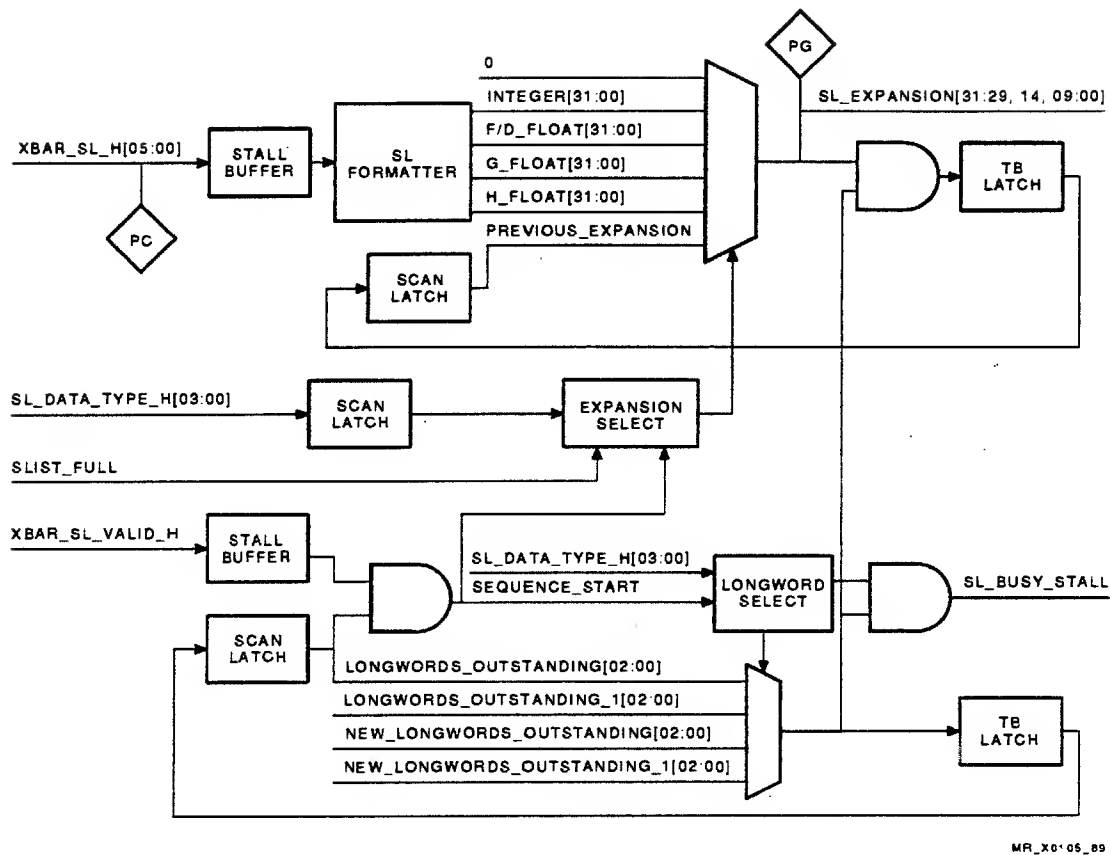 0
PG
INTEGER[31:00]
SL_EXPANSION[31:29, 14, 09:00]
F/D_FLOAT[31:00]
XBAR_SL_H[05:00]
STALL
BUFFER
SL
FORMATTER
G_FLOAT[31:00]
TB
LATCH
H_FLOAT[31:00]
PC
PREVIOUS_EXPANSION
SCAN
LATCH
SL_DATA_TYPE_H[03:00]
SCAN
LATCH
EXPANSION
SELECT
SLIST_FULL
XBAR_SL_VALID_H
STALL
BUFFER
SL_DATA_TYPE_H[03:00]
SEQUENCE_START
LONGWORD
SELECT
SL_BUSY_STALL
SCAN
LATCH
LONGWORDS_OUTSTANDING[02:00]
LONGWORDS_OUTSTANDING_1[02:00]
NEW_LONGWORDS_OUTSTANDING[02:00]
NEW_LONGWORDS_OUTSTANDING_1[02:00]
TB
LATCH
MR_X0105_89